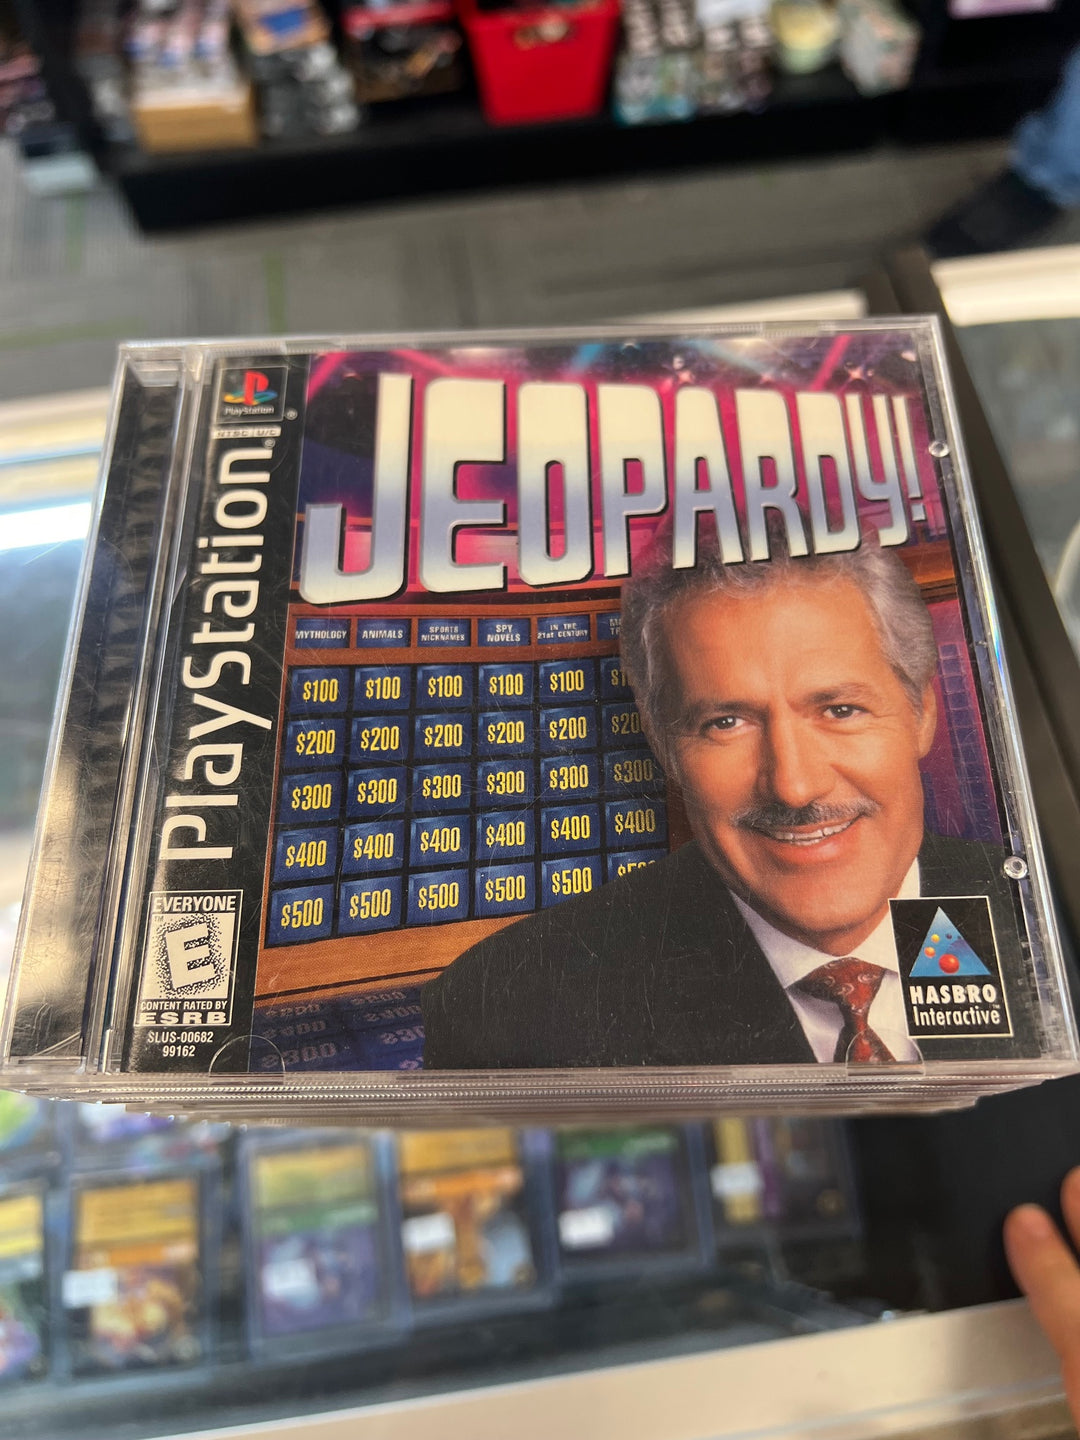 PlayStation
NTSC U/C
PlayStation
JEOPARDY!
MYTHOLOGY
ANIMALS
SPORTS
NICKNAMES
SPY
NOVELS
IN THE
21st CENTURY
$100 $100 $100 $100 $100
$200 $200 $200 $200 $200
$300 $300 $300 $300 $300 $300
$400 $400 $400 $400 $400 $400
$500 $500 $500 $500 $500
EVERYONE
E
CONTENT RATED BY
ESRB
SLUS-00682
99162
HASBRO
Interactive